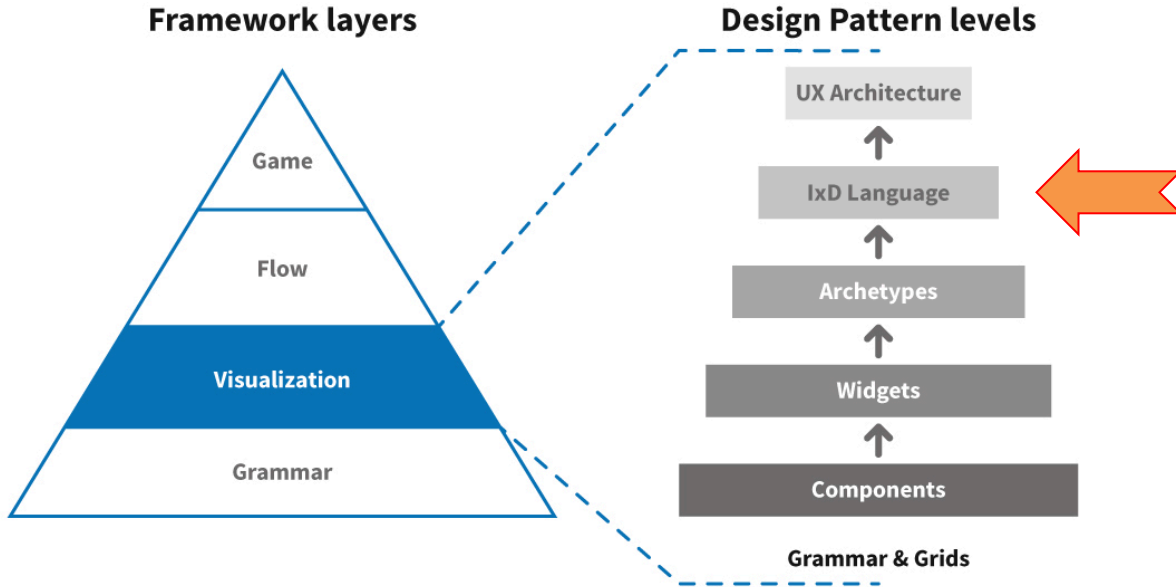 Framework layers
Game
Flow
Visualization
Grammar
Design Pattern levels
UX Architecture
IxD Language
Archetypes
Widgets
Components
Grammar & Grids